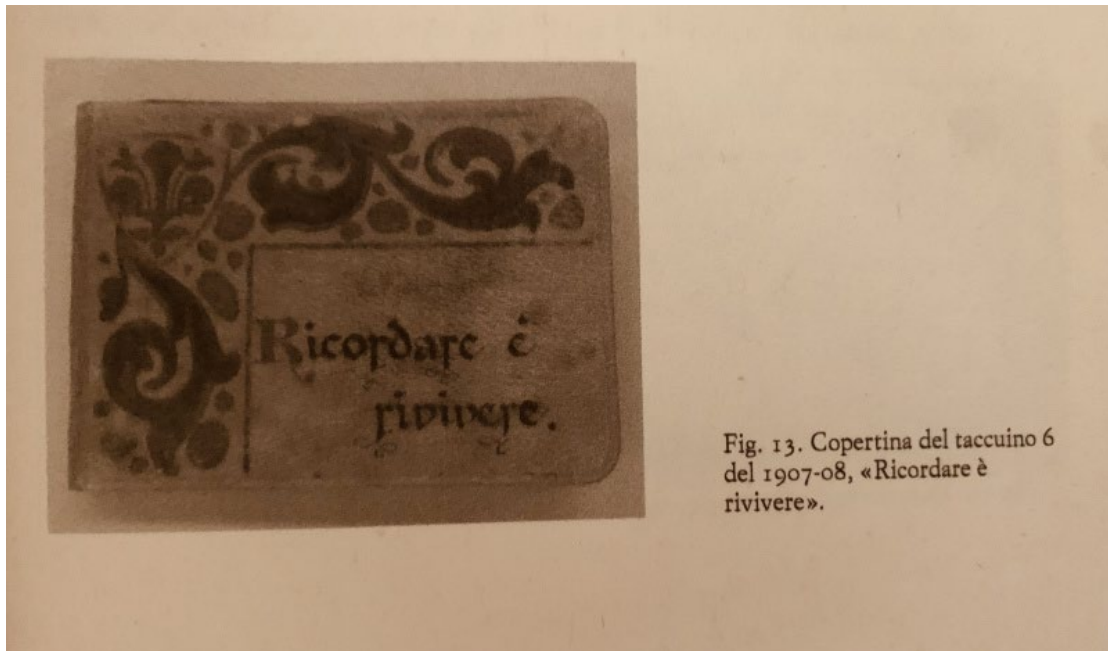 Ricordare è
rivivere.
Fig. 13. Copertina del taccuino 6
del 1907-08, «Ricordare è
rivivere».